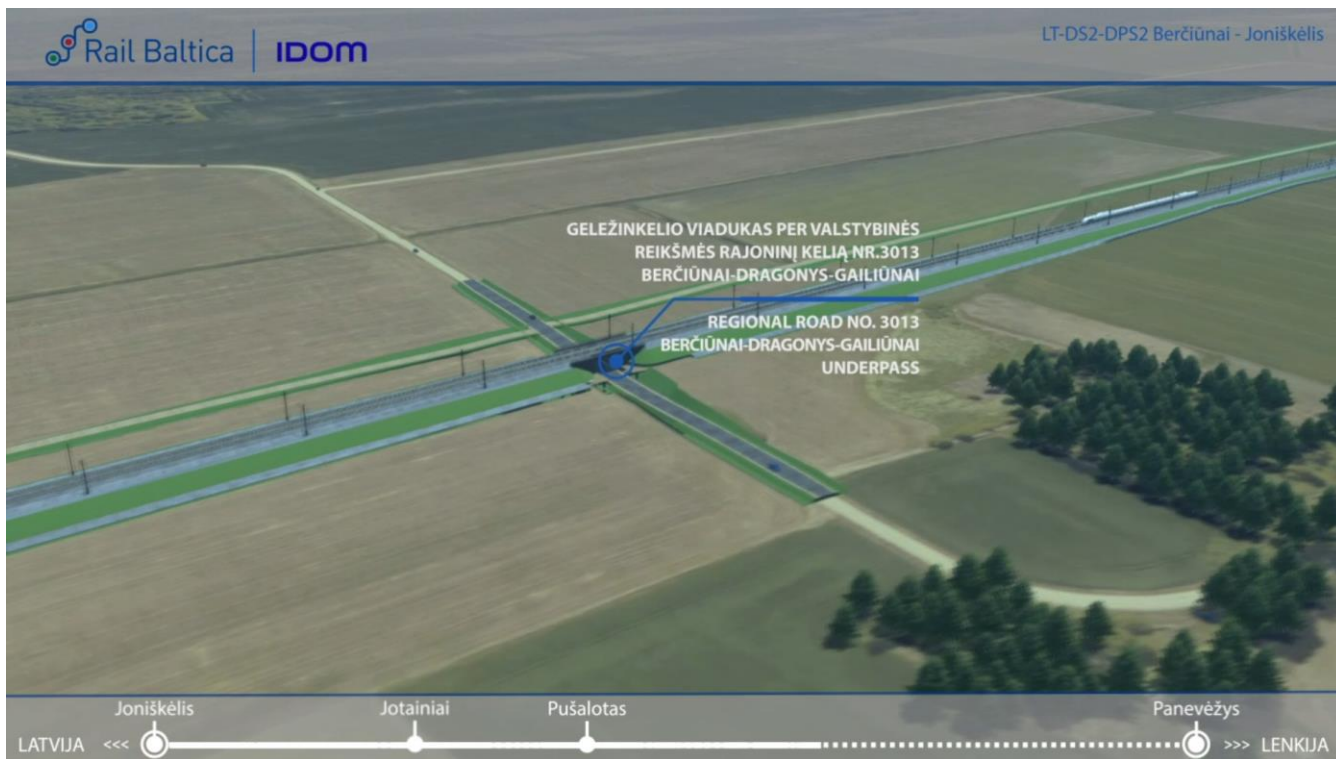 Rail Baltica
IDOM
LT-DS2-DPS2 Berčiūnai - Joniškėlis
GELEŽINKELIO VIADUKAS PER VALSTYBINĖS
REIKŠMĖS RAJONINĮ KELIĄ NR.3013
BERČIŪNAI-DRAGONYS-GAILIŪNAI
REGIONAL ROAD NO. 3013
BERČIŪNAI-DRAGONYS-GAILIŪNAI
UNDERPASS
Joniškėlis
Jotainiai
Pušalotas
Panevėžys
LATVIJA <<<
>>> LENKIJA